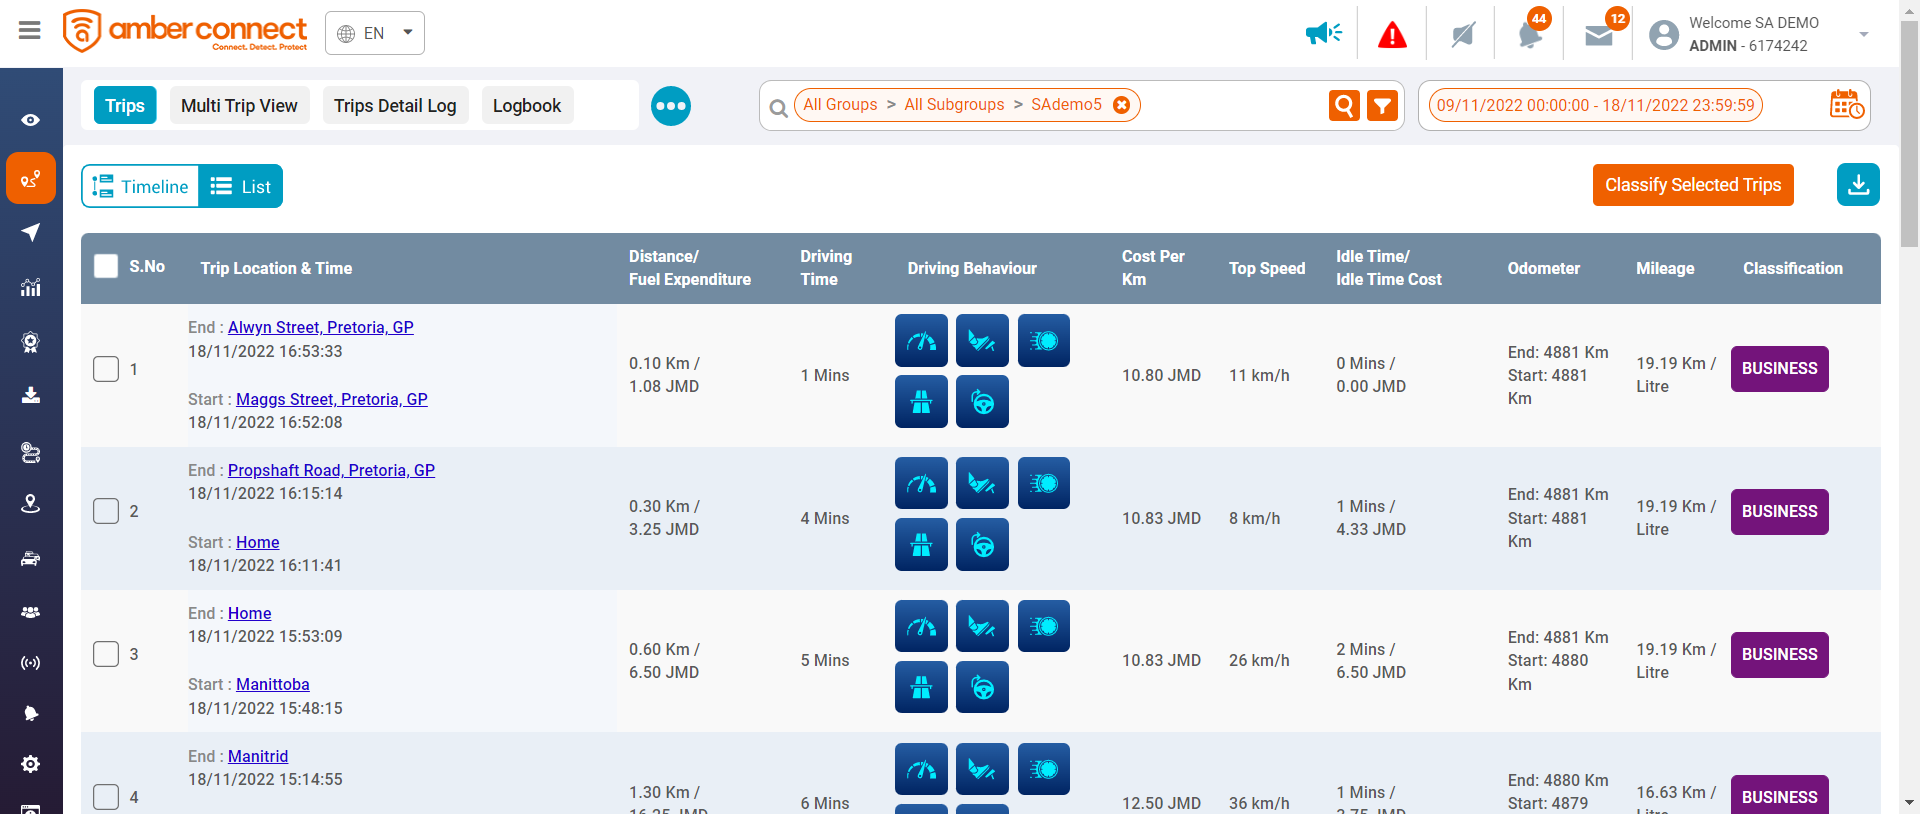 amber connect
Connect. Detect. Protect
EN
44
12
Welcome SA DEMO
ADMIN - 6174242
Trips
Multi Trip View
Trips Detail Log
Logbook
All Groups > All Subgroups > SAdemo5
09/11/2022 00:00:00 - 18/11/2022 23:59:59
Timeline
List
Classify Selected Trips
S.No
Trip Location & Time
Distance/
Fuel Expenditure
Driving
Time
Driving Behaviour
Cost Per
Km
Top Speed
Idle Time/
Idle Time Cost
Odometer
Mileage
Classification
1
End : Alwyn Street, Pretoria, GP
18/11/2022 16:53:33
Start : Maggs Street, Pretoria, GP
18/11/2022 16:52:08
0.10 Km /
1.08 JMD
1 Mins
10.80 JMD
11 km/h
0 Mins /
0.00 JMD
End: 4881 Km
Start: 4881
Km
19.19 Km /
Litre
BUSINESS
2
End : Propshaft Road, Pretoria, GP
18/11/2022 16:15:14
Start : Home
18/11/2022 16:11:41
0.30 Km /
3.25 JMD
4 Mins
10.83 JMD
8 km/h
1 Mins /
4.33 JMD
End: 4881 Km
Start: 4881
Km
19.19 Km /
Litre
BUSINESS
3
End : Home
18/11/2022 15:53:09
Start : Manittoba
18/11/2022 15:48:15
0.60 Km /
6.50 JMD
5 Mins
10.83 JMD
26 km/h
2 Mins /
6.50 JMD
End: 4881 Km
Start: 4880
Km
19.19 Km /
Litre
BUSINESS
4
End : Manitrid
18/11/2022 15:14:55
1.30 Km /
16.25 JMD
6 Mins
12.50 JMD
36 km/h
1 Mins /
3.75 JMD
End: 4880 Km
Start: 4879
16.63 Km /
Litre
BUSINESS